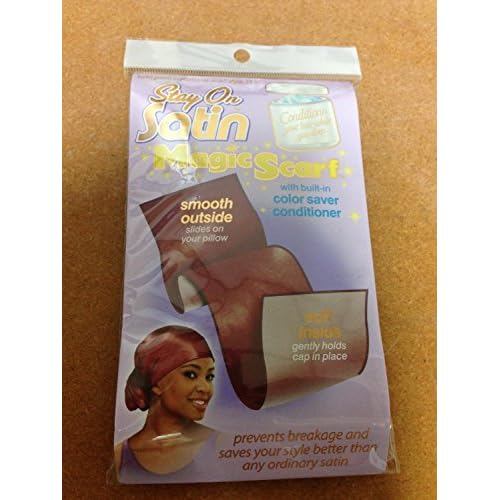 Stay On
Satin
Magic Scarf
Conditions
with built-in
color saver
conditioner
smooth
outside
slides on
your pillow
soft
inside
gently holds
cap in place
prevents breakage and
saves your style better than
any ordinary satin